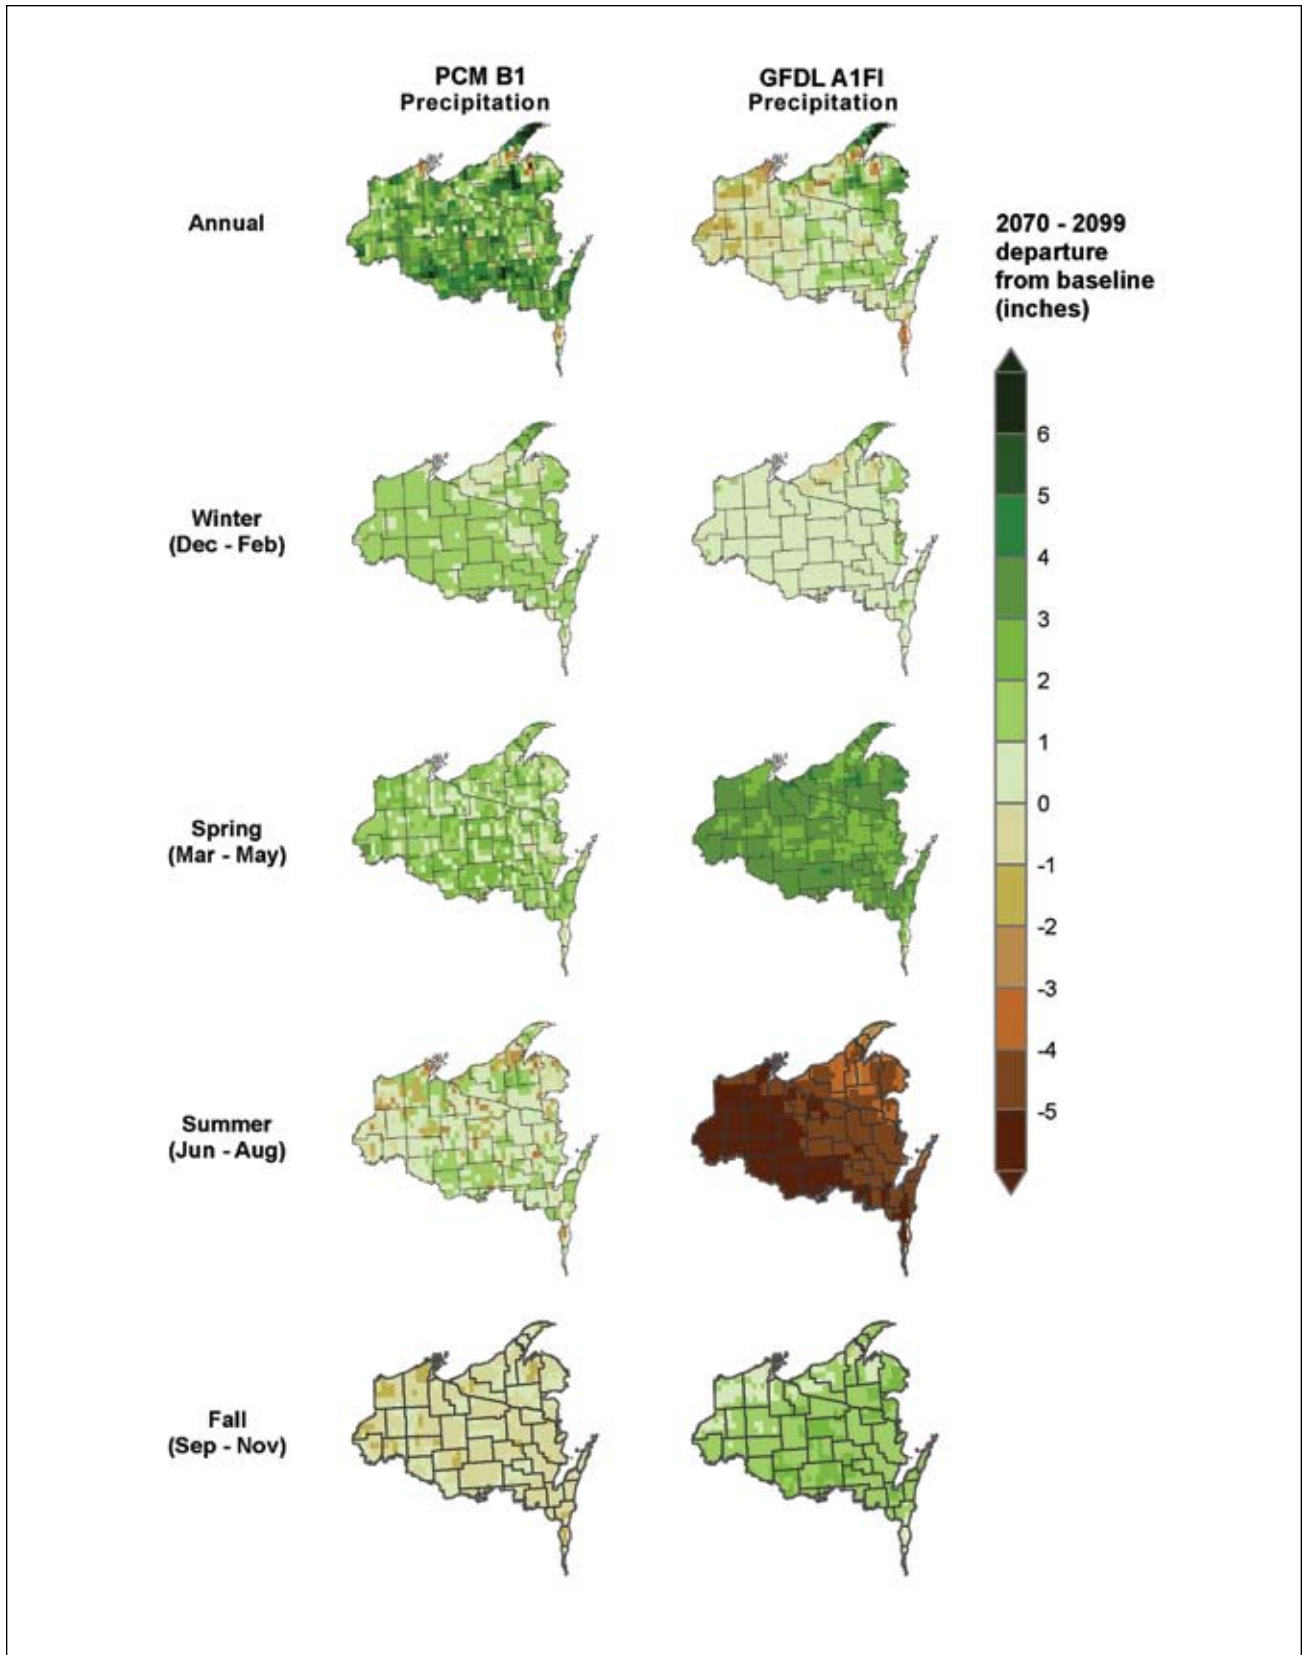 PCM B1
Precipitation
GFDL A1FI
Precipitation
Annual
2070 - 2099
departure
from baseline
(inches)
6
5
4
3
2
1
0
-1
-2
-3
-4
-5
Winter
(Dec - Feb)
Spring
(Mar - May)
Summer
(Jun - Aug)
Fall
(Sep - Nov)